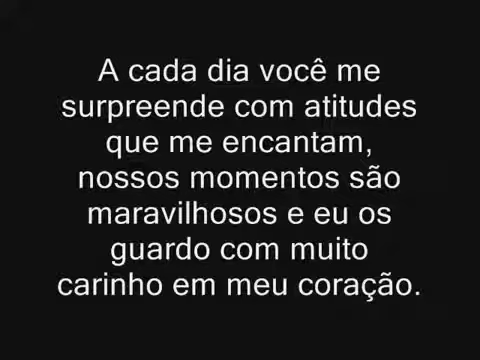 A cada dia você me
surpreende com atitudes
que me encantam,
nossos momentos são
maravilhosos e eu os
guardo com muito
carinho em meu coração.